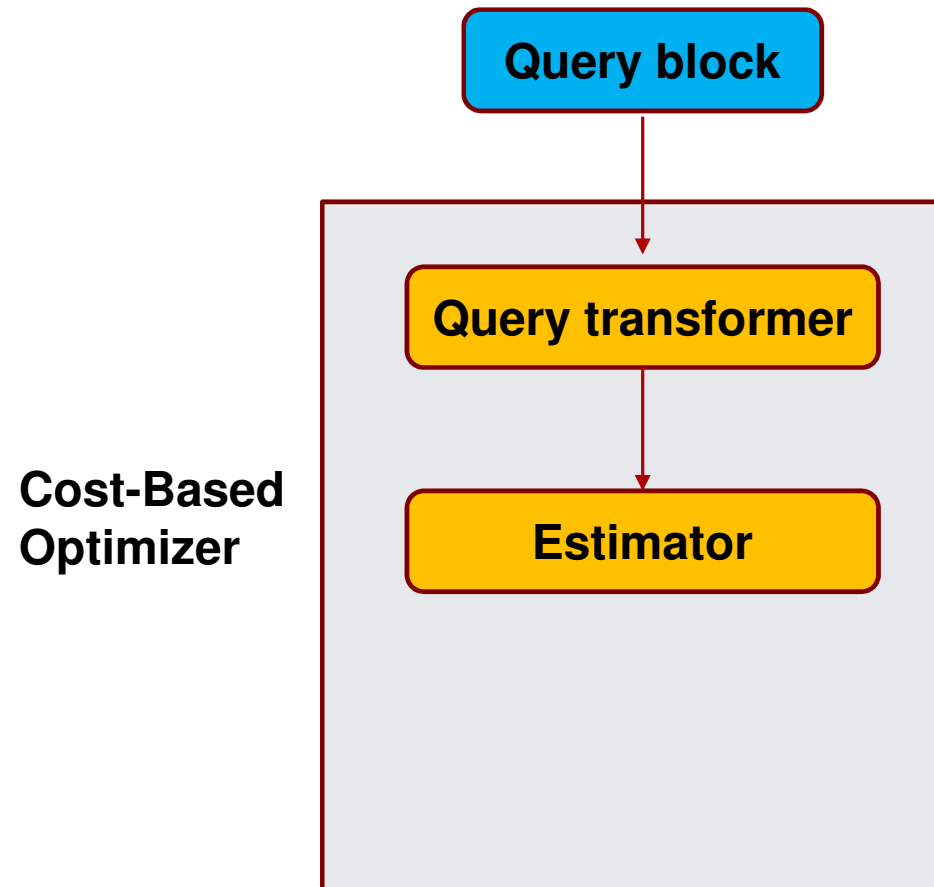 Query block
Query transformer
Cost-Based
Optimizer
Estimator